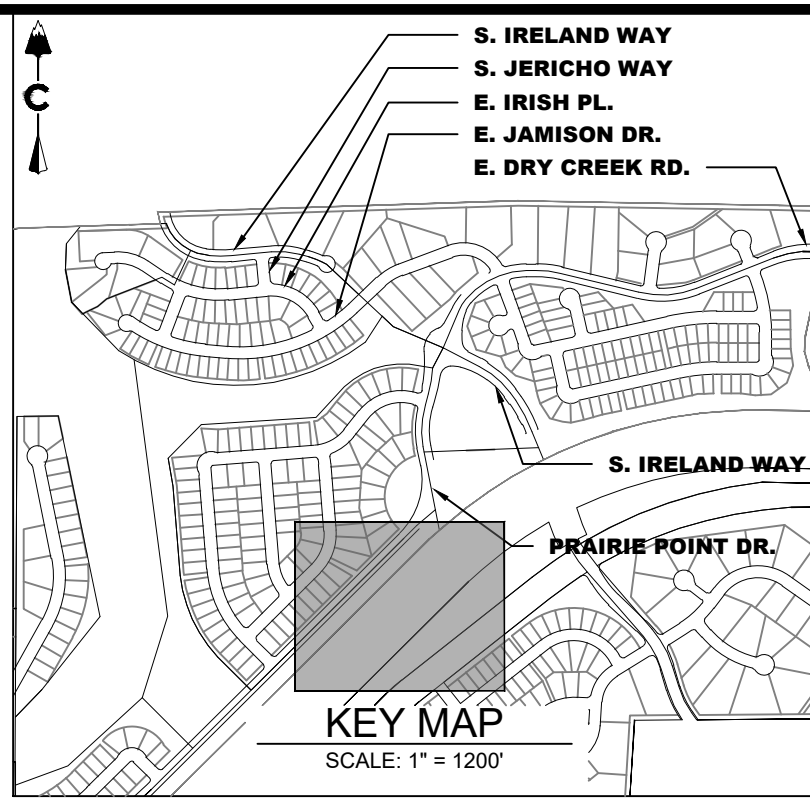 S. IRELAND WAY
S. JERICHO WAY
E. IRISH PL.
E. JAMISON DR.
E. DRY CREEK RD.
C
S. IRELAND WAY
PRAIRIE POINT DR.
KEY MAP
SCALE: 1" = 1200'